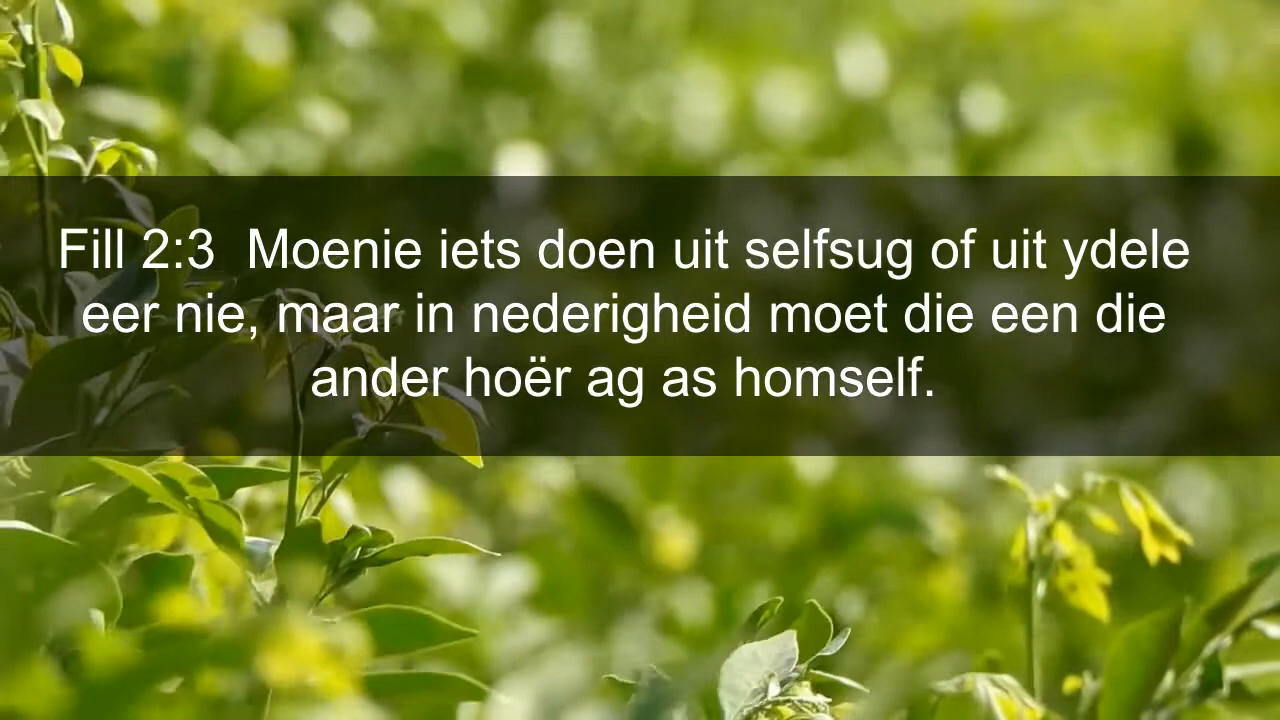 Fill 2:3  Moenie iets doen uit selfsug of uit ydele
eer nie, maar in nederigheid moet die een die
ander hoër ag as homself.